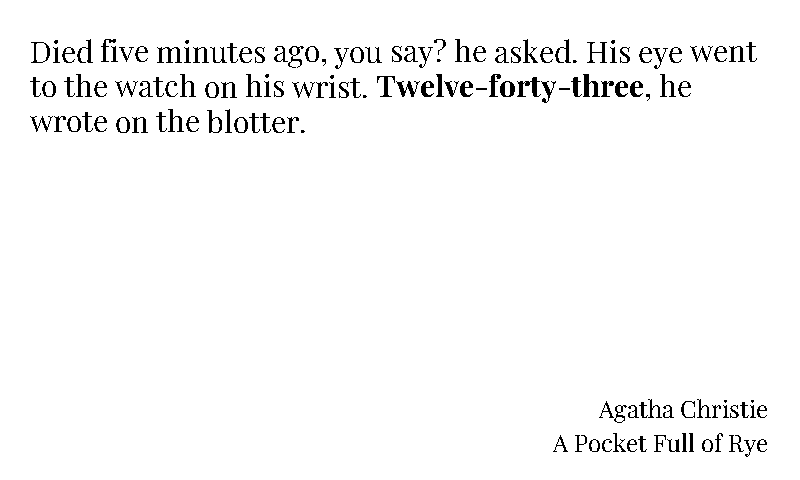 Died five minutes ago, you say? he asked. His eye went
to the watch on his wrist. Twelve-forty-three, he
wrote on the blotter.
Agatha Christie
A Pocket Full of Rye